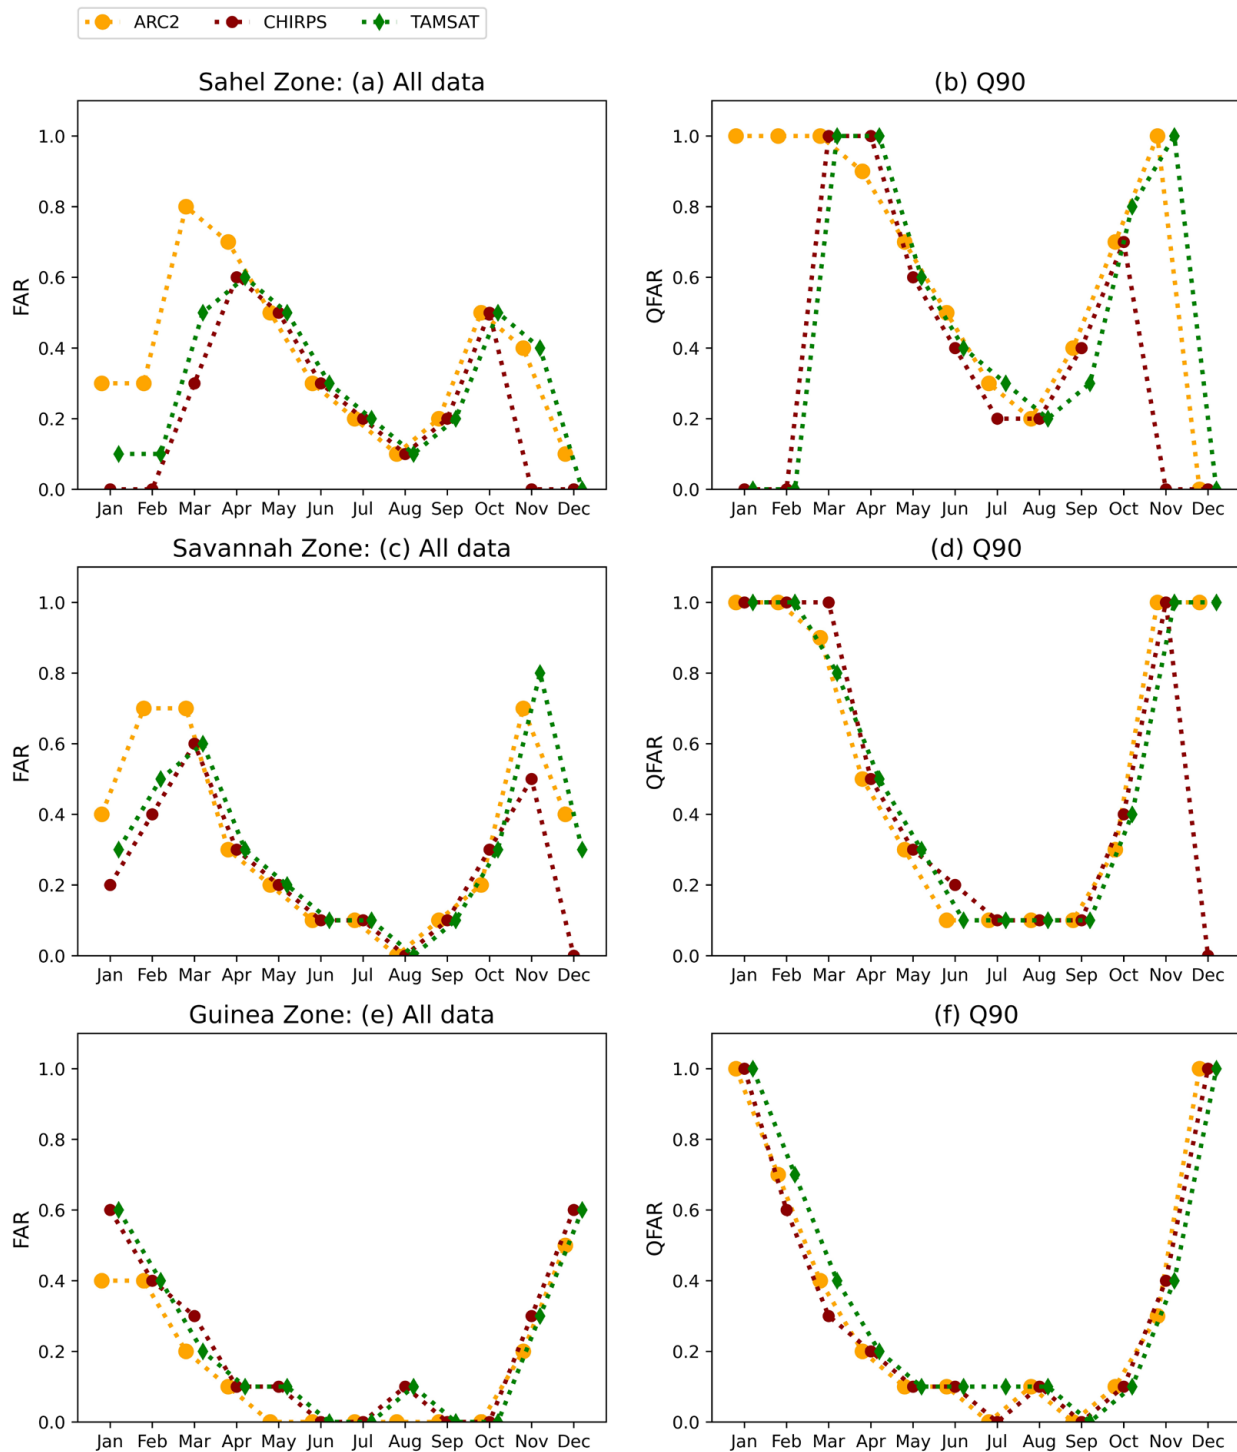 ARC2 CHIRPS TAMSAT
Sahel Zone: (a) All data
FAR
1.0
0.8
0.6
0.4
0.2
0.0
Jan Feb Mar Apr May Jun Jul Aug Sep Oct Nov Dec
(b) Q90
QFAR
1.0
0.8
0.6
0.4
0.2
0.0
Jan Feb Mar Apr May Jun Jul Aug Sep Oct Nov Dec
Savannah Zone: (c) All data
FAR
1.0
0.8
0.6
0.4
0.2
0.0
Jan Feb Mar Apr May Jun Jul Aug Sep Oct Nov Dec
(d) Q90
QFAR
1.0
0.8
0.6
0.4
0.2
0.0
Jan Feb Mar Apr May Jun Jul Aug Sep Oct Nov Dec
Guinea Zone: (e) All data
FAR
1.0
0.8
0.6
0.4
0.2
0.0
Jan Feb Mar Apr May Jun Jul Aug Sep Oct Nov Dec
(f) Q90
QFAR
1.0
0.8
0.6
0.4
0.2
0.0
Jan Feb Mar Apr May Jun Jul Aug Sep Oct Nov Dec